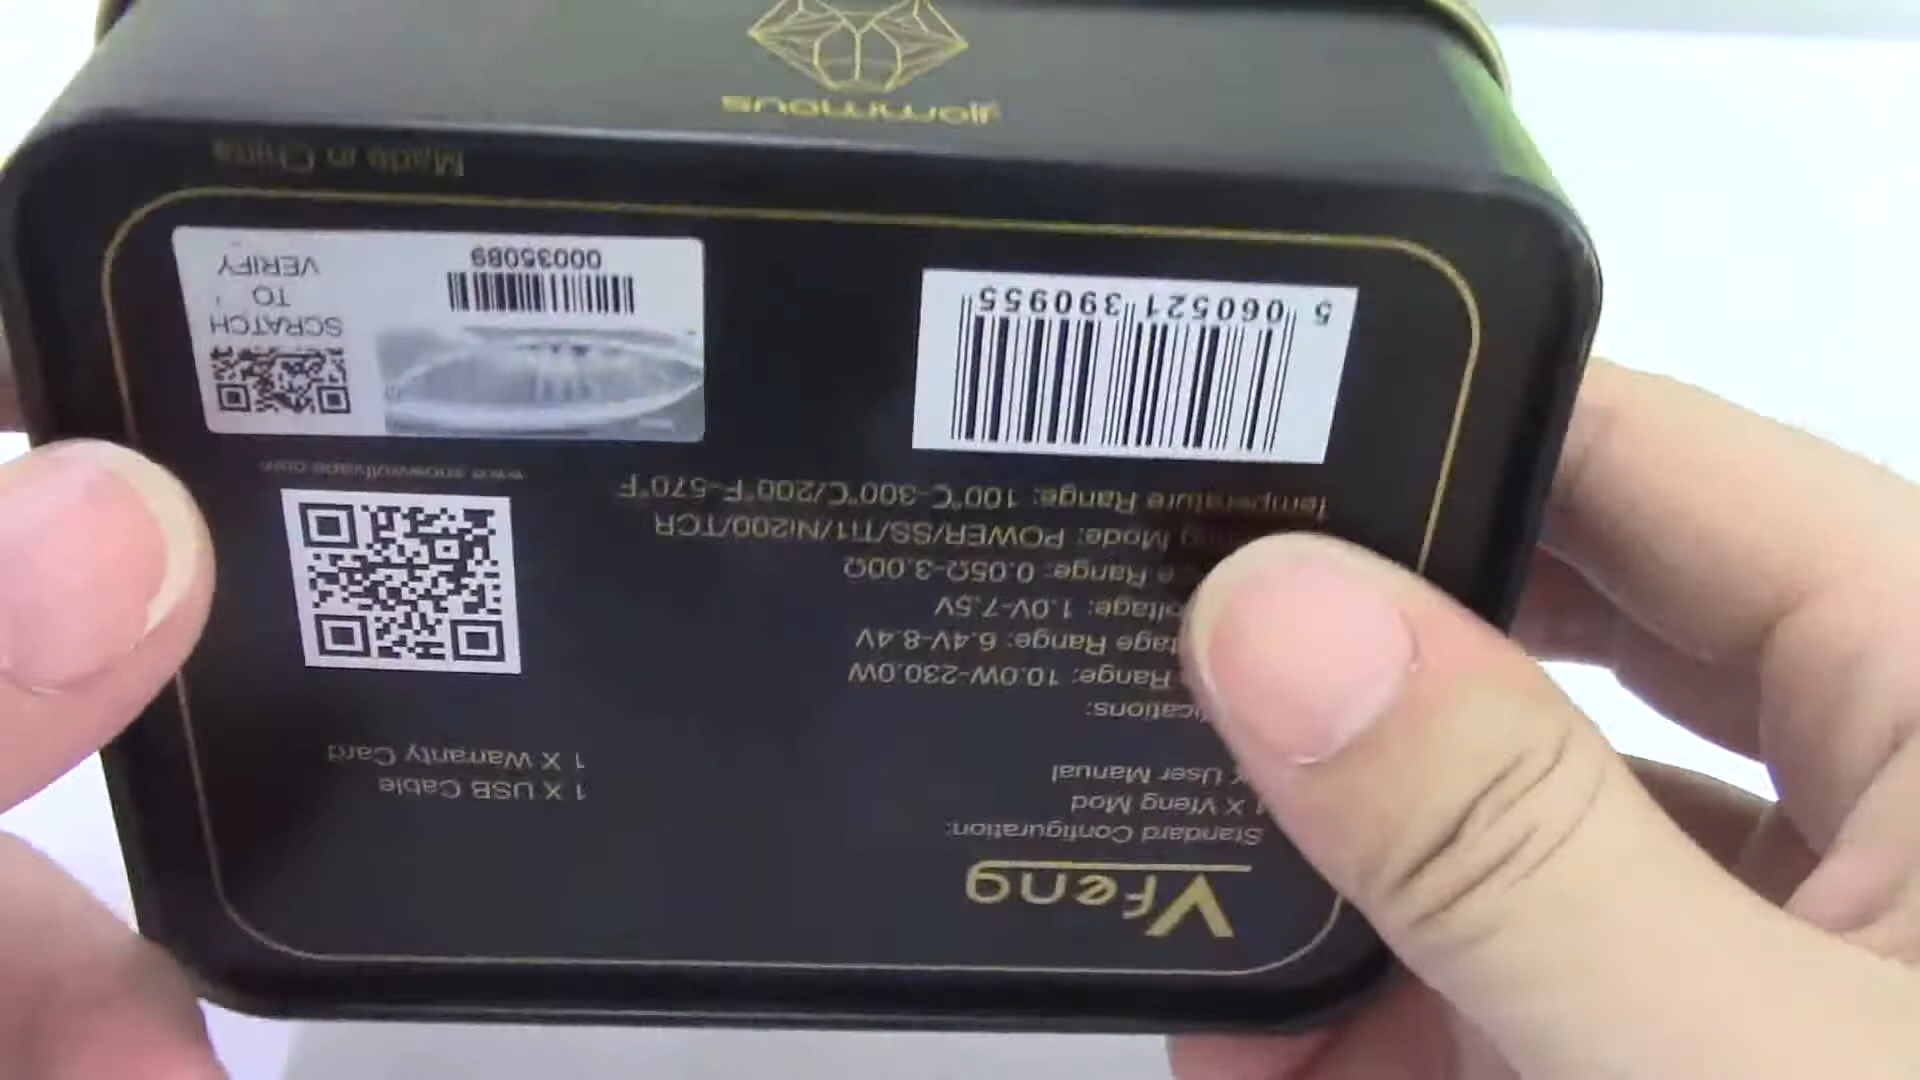 Vfeng
Standard Configuration:
1 X Vfeng Mod
X User Manual
1 X USB Cable
1 X Warranty Card
Range: 10.0W-230.0W
Range: 6.4V-8.4V
1.0V-7.5V
Range: 0.05Ω-3.00Ω
Mode: POWER/SS/Ti1/Ni200/TCR
Temperature Range: 100°C-300°C/200°F-570°F
www.snowwolfvape.com
5 060521 390955
SCRATCH
TO
VERIFY
00035089
Made in China
snowwolf